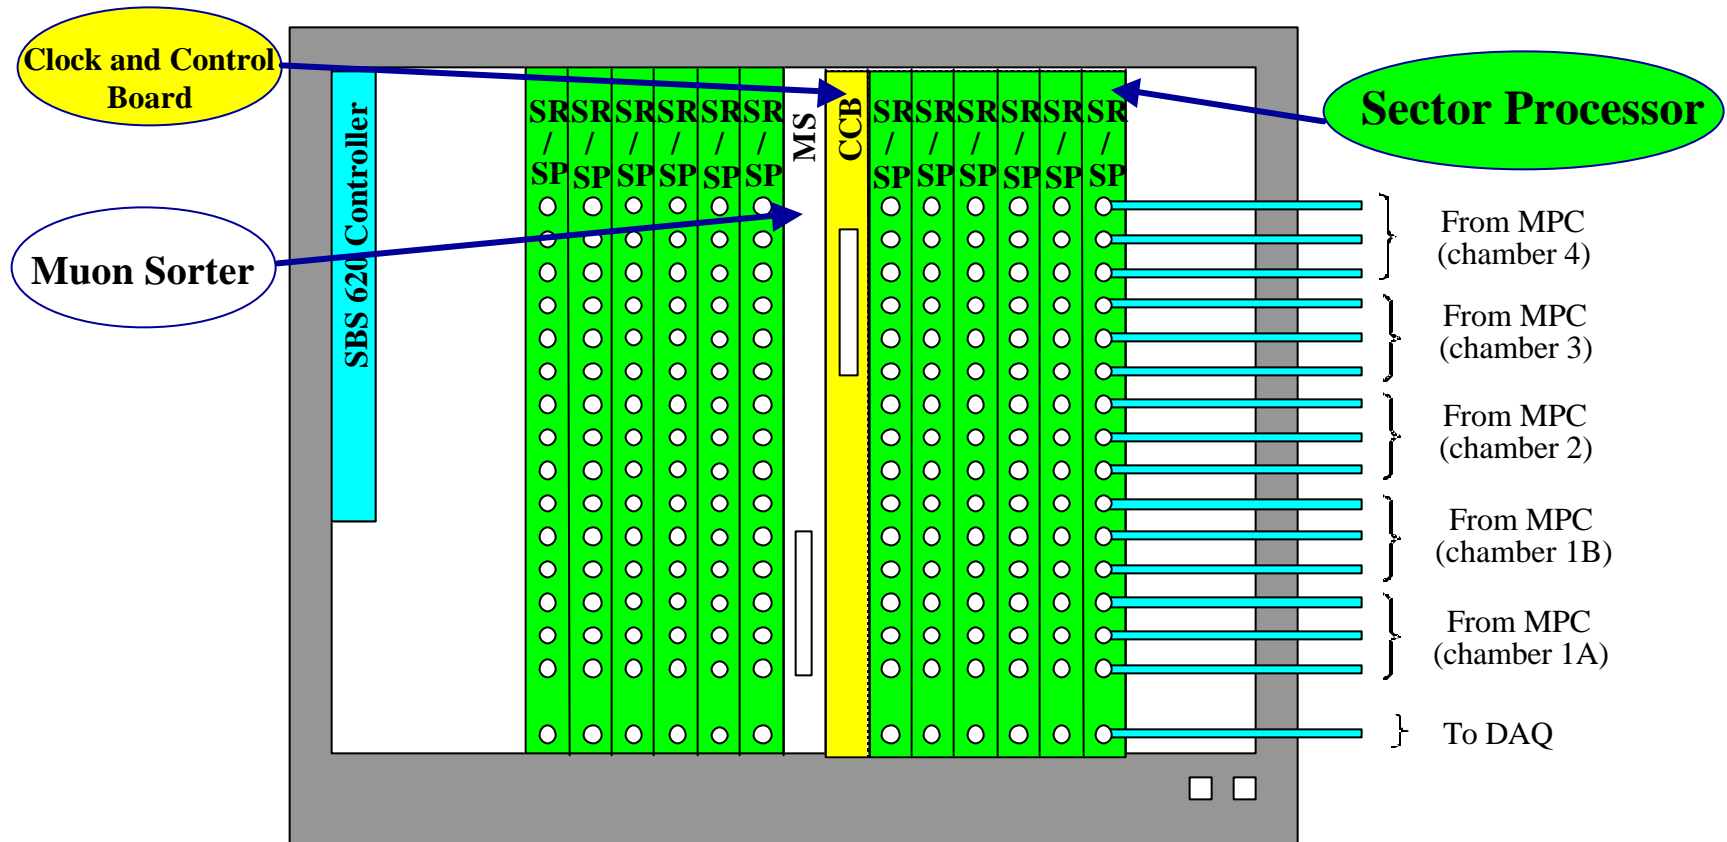 Clock and Control
Board
Sector Processor
Muon Sorter
SBS 620 Controller
SR SR SR SR SR SR
/ / / / / /
SP SP SP SP SP SP
MS
CCB
SR SR SR SR SR SR
/ / / / / /
SP SP SP SP SP SP
From MPC
(chamber 4)
From MPC
(chamber 3)
From MPC
(chamber 2)
From MPC
(chamber 1B)
From MPC
(chamber 1A)
To DAQ